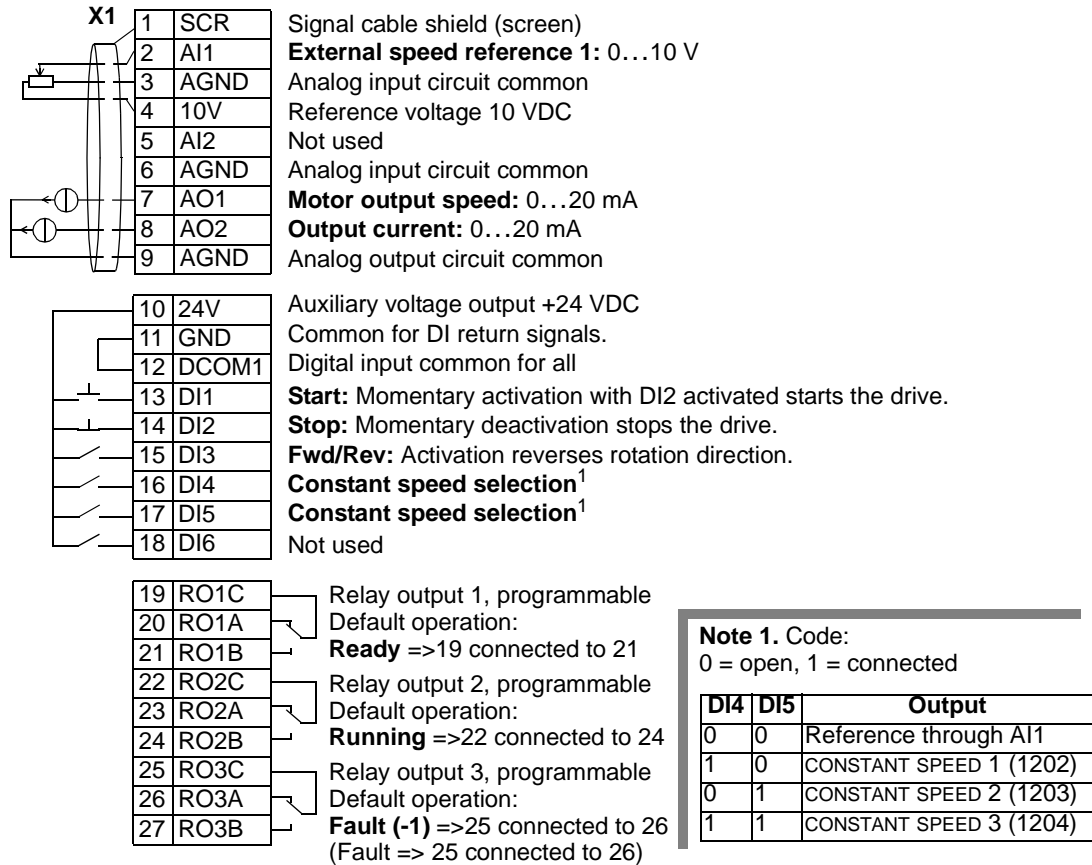 X1
1 SCR Signal cable shield (screen)
2 AI1 External speed reference 1: 0…10 V
3 AGND Analog input circuit common
4 10V Reference voltage 10 VDC
5 AI2 Not used
6 AGND Analog input circuit common
7 AO1 Motor output speed: 0…20 mA
8 AO2 Output current: 0…20 mA
9 AGND Analog output circuit common
10 24V Auxiliary voltage output +24 VDC
11 GND Common for DI return signals.
12 DCOM1 Digital input common for all
13 DI1 Start: Momentary activation with DI2 activated starts the drive.
14 DI2 Stop: Momentary deactivation stops the drive.
15 DI3 Fwd/Rev: Activation reverses rotation direction.
16 DI4 Constant speed selection1
17 DI5 Constant speed selection1
18 DI6 Not used
19 RO1C Relay output 1, programmable
20 RO1A Default operation:
21 RO1B Ready =>19 connected to 21
22 RO2C Relay output 2, programmable
23 RO2A Default operation:
24 RO2B Running =>22 connected to 24
25 RO3C Relay output 3, programmable
26 RO3A Default operation:
27 RO3B Fault (-1) =>25 connected to 26
(Fault => 25 connected to 26)
Note 1. Code:
0 = open, 1 = connected
DI4 DI5 Output
0 0 Reference through AI1
1 0 CONSTANT SPEED 1 (1202)
0 1 CONSTANT SPEED 2 (1203)
1 1 CONSTANT SPEED 3 (1204)